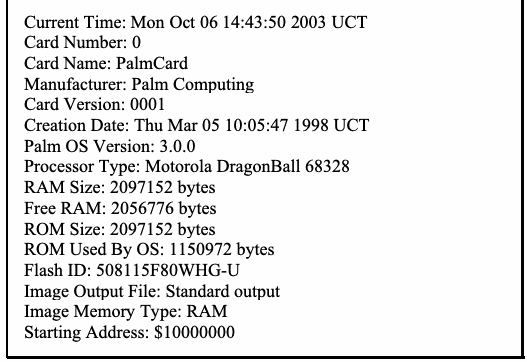 Current Time: Mon Oct 06 14:43:50 2003 UCT
Card Number: 0
Card Name: PalmCard
Manufacturer: Palm Computing
Card Version: 0001
Creation Date: Thu Mar 05 10:05:47 1998 UCT
Palm OS Version: 3.0.0
Processor Type: Motorola DragonBall 68328
RAM Size: 2097152 bytes
Free RAM: 2056776 bytes
ROM Size: 2097152 bytes
ROM Used By OS: 1150972 bytes
Flash ID: 508115F80WHG-U
Image Output File: Standard output
Image Memory Type: RAM
Starting Address: $10000000